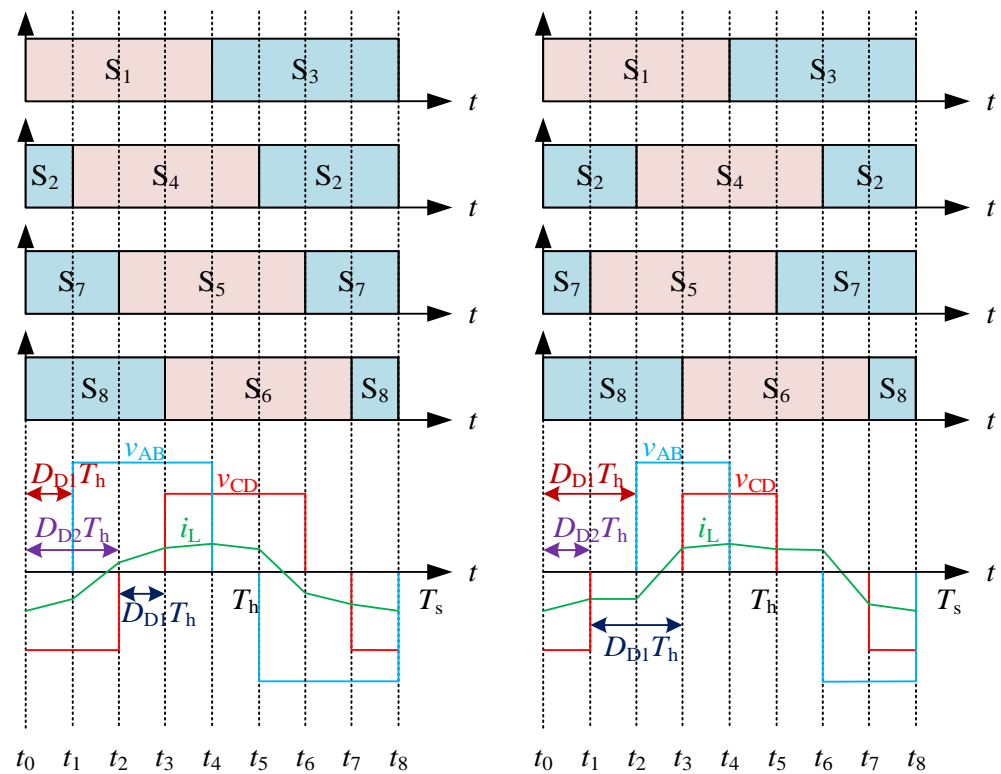 S1 S3 t
S2 S4 S2 t
S7 S5 S7 t
S8 S6 S8 t
vAB
DD1Th
vCD
DD2Th
iL
t
Th Ts
DD1Th
t0 t1 t2 t3 t4 t5 t6 t7 t8
S1 S3 t
S2 S4 S2 t
S7 S5 S7 t
S8 S6 S8 t
vAB
DD1Th
vCD
DD2Th
iL
t
Th Ts
DD1Th
t0 t1 t2 t3 t4 t5 t6 t7 t8